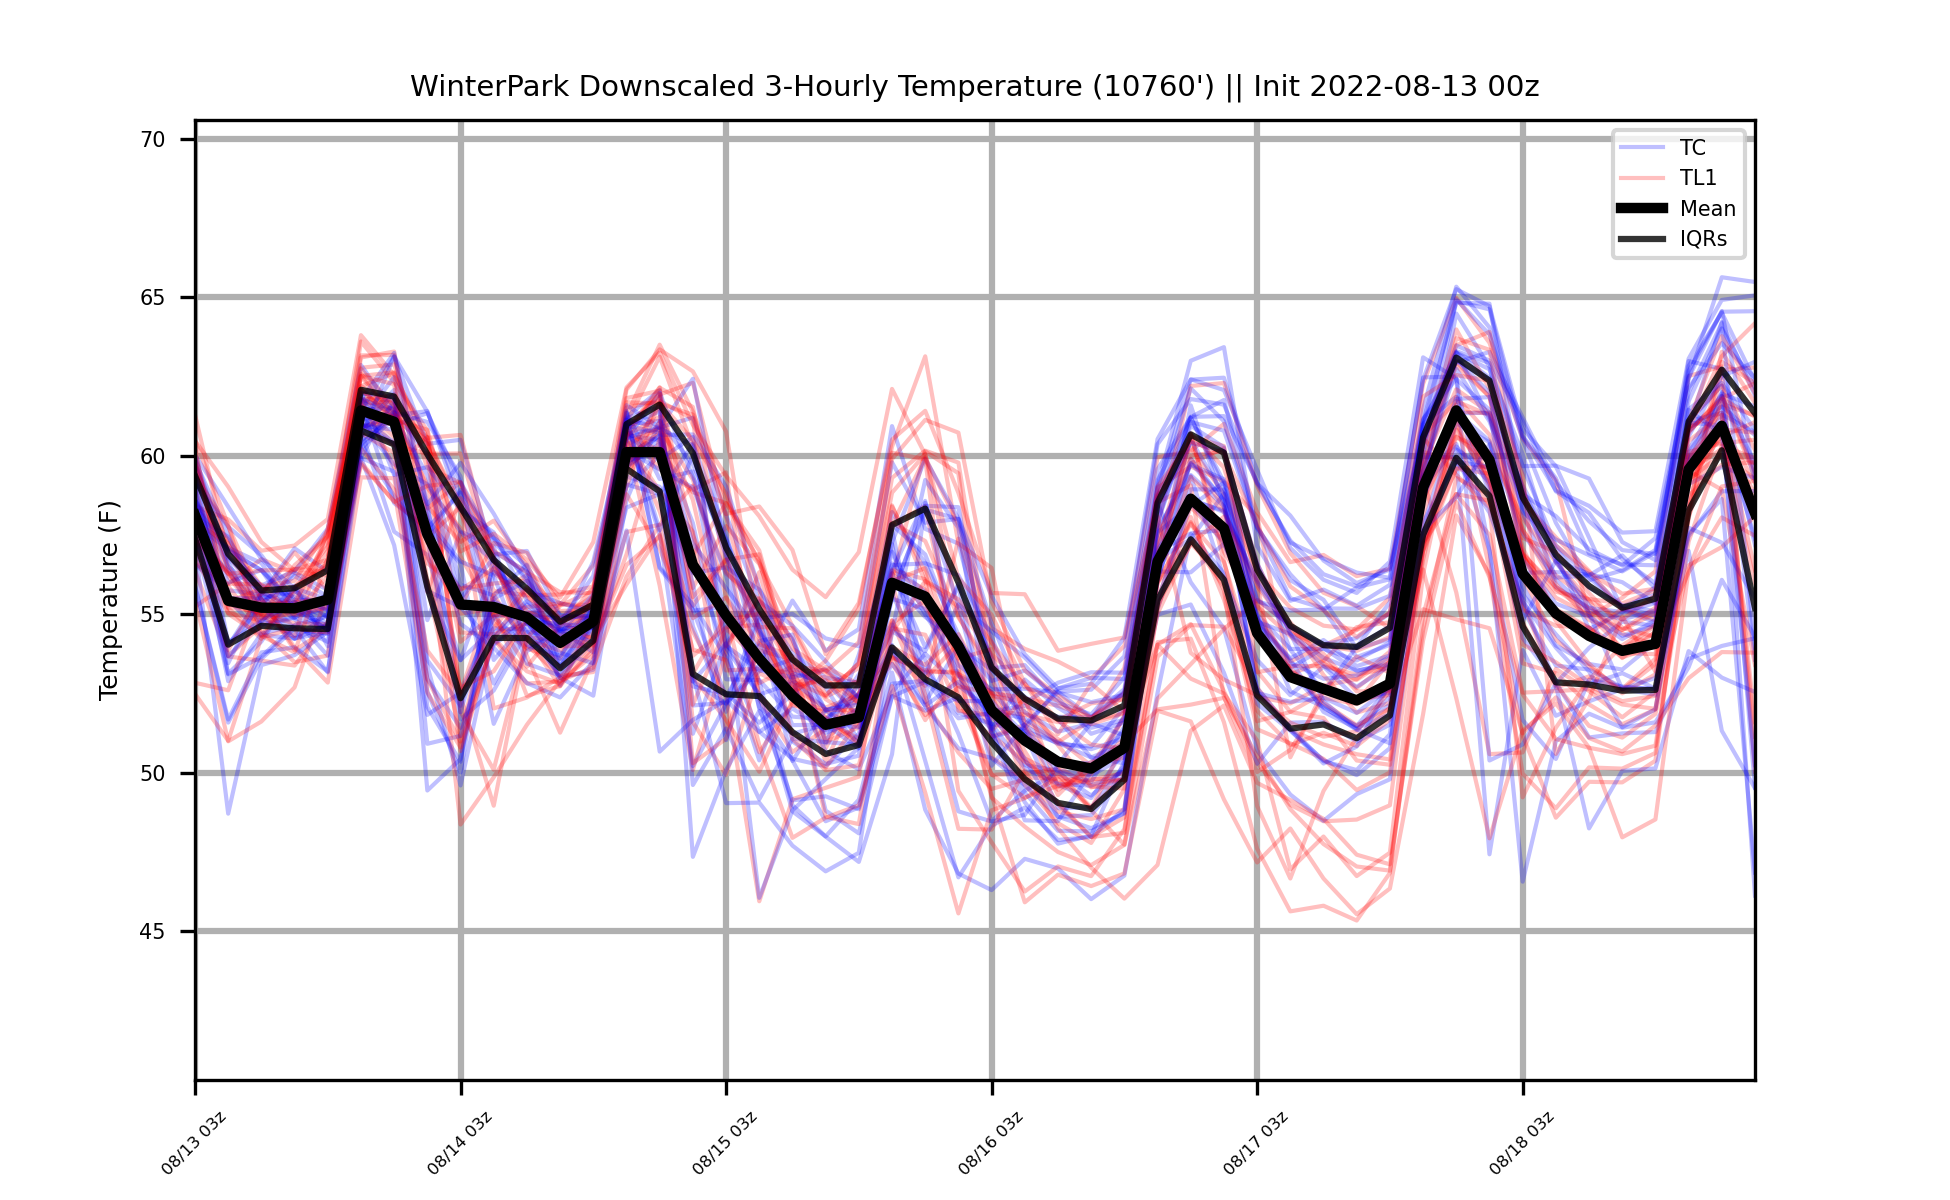 WinterPark Downscaled 3-Hourly Temperature (10760') || Init 2022-08-13 00z
TC
TL1
Mean
IQRs
Temperature (F)
70
65
60
55
50
45
08/13 03z
08/14 03z
08/15 03z
08/16 03z
08/17 03z
08/18 03z